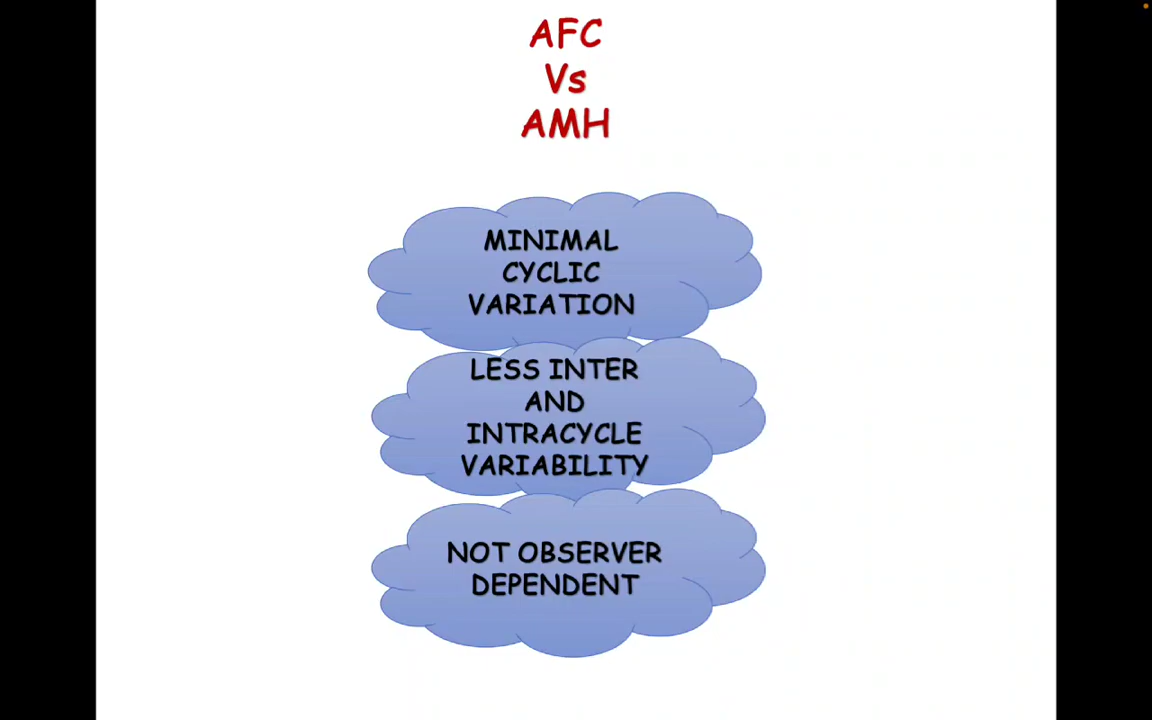 AFC
Vs
AMH
MINIMAL
CYCLIC
VARIATION
LESS INTER
AND
INTRACYCLE
VARIABILITY
NOT OBSERVER
DEPENDENT